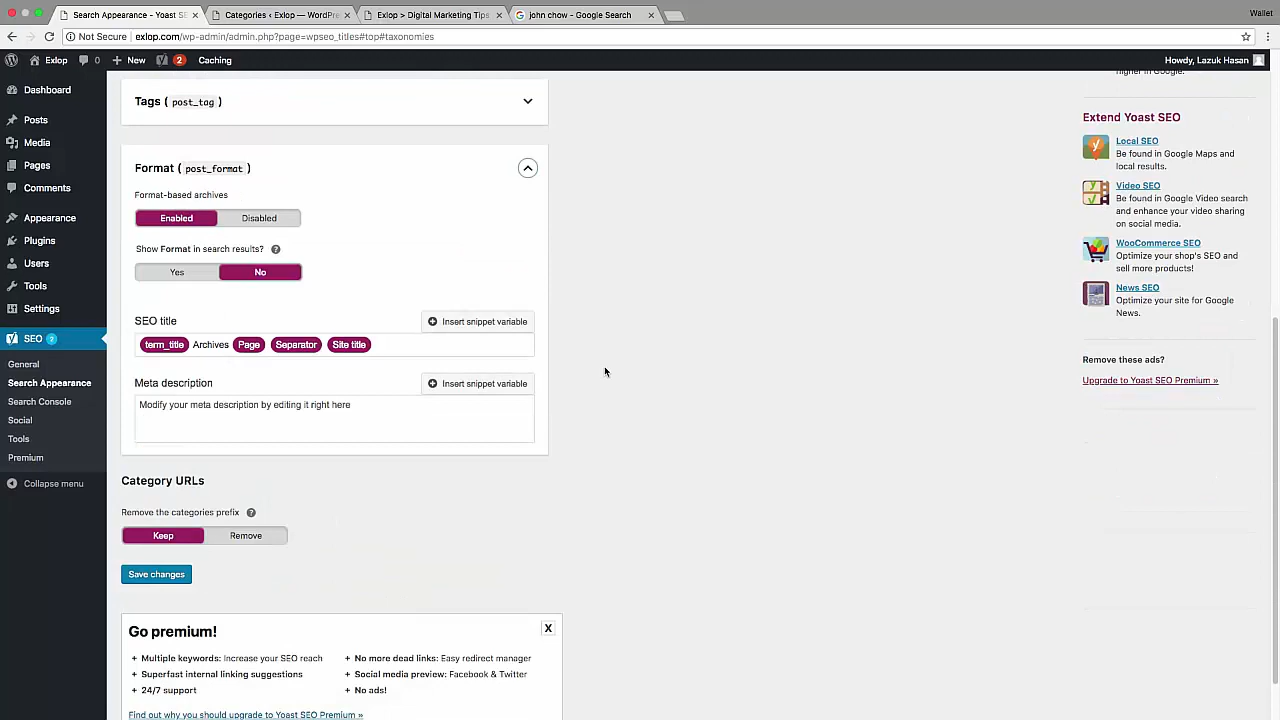 Search Appearance - Yoast SE
Categories ‹ Exlop — WordPre
Exlop > Digital Marketing Tips
john chow - Google Search
Wallet
Not Secure
exlop.com/wp-admin/admin.php?page=wpseo_titles#top#taxonomies
Exlop
0
New
2
Caching
Howdy, Lazuk Hasan
Dashboard
Posts
Media
Pages
Comments
Appearance
Plugins
Users
Tools
Settings
SEO 7
General
Search Appearance
Search Console
Social
Tools
Premium
Collapse menu
Tags ( post_tag )
Format ( post_format )
Format-based archives
Enabled
Disabled
Show Format in search results?
Yes
No
SEO title
Insert snippet variable
term_title Archives Page Separator Site title
Meta description
Insert snippet variable
Modify your meta description by editing it right here
Category URLs
Remove the categories prefix
Keep
Remove
Save changes
Go premium!
X
+ Multiple keywords: Increase your SEO reach
+ No more dead links: Easy redirect manager
+ Superfast internal linking suggestions
+ Social media preview: Facebook & Twitter
+ 24/7 support
+ No ads!
Find out why you should upgrade to Yoast SEO Premium »
higher in Google.
Extend Yoast SEO
Local SEO
Be found in Google Maps and
local results.
Video SEO
Be found in Google Video search
and enhance your video sharing
on social media.
WooCommerce SEO
Optimize your shop's SEO and
sell more products!
News SEO
Optimize your site for Google
News.
Remove these ads?
Upgrade to Yoast SEO Premium »